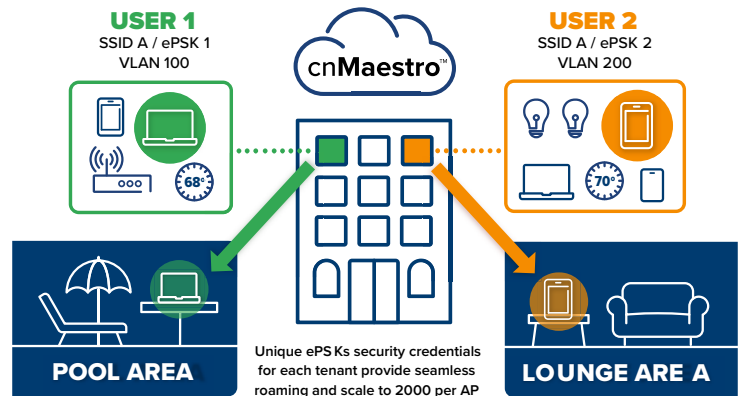 USER 1
SSID A / ePSK 1
VLAN 100
68°
cnMaestro™
USER 2
SSID A / ePSK 2
VLAN 200
70°
POOL AREA
Unique ePS Ks security credentials
for each tenant provide seamless
roaming and scale to 2000 per AP
LOUNGE ARE A